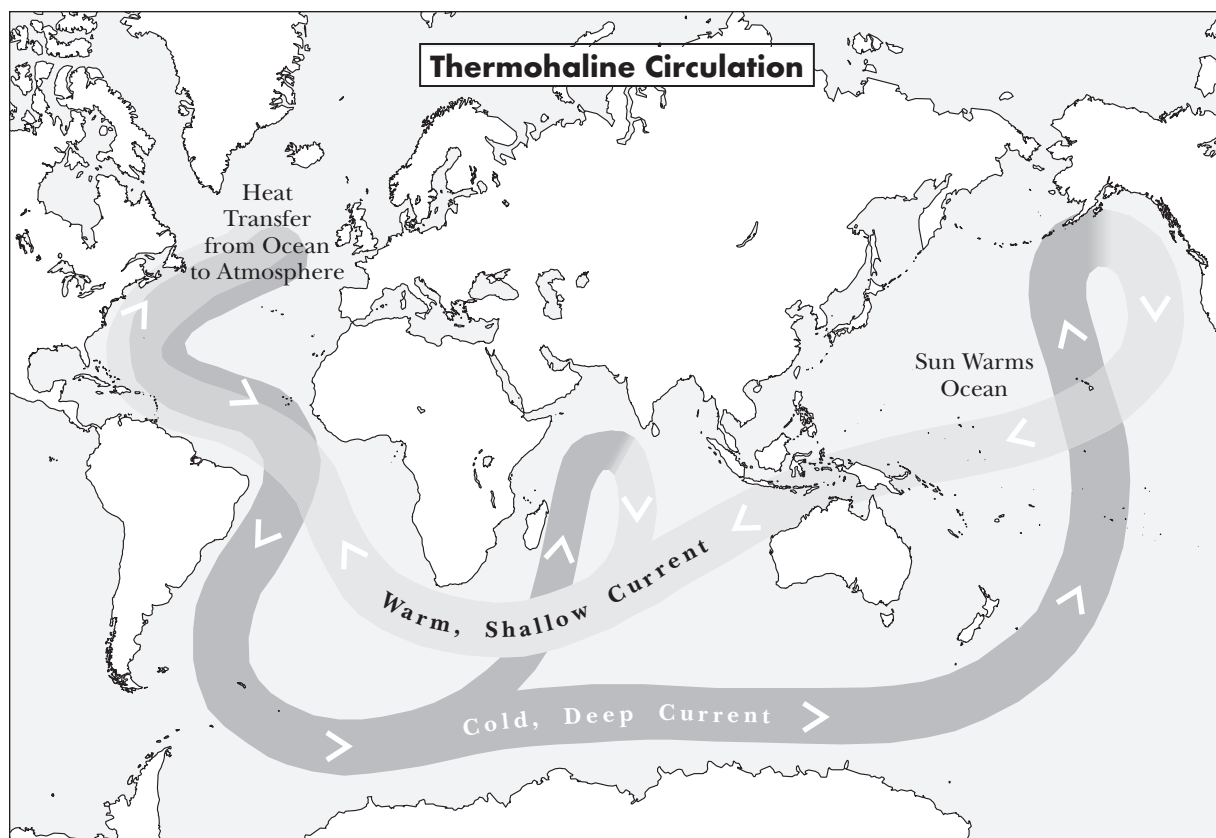 Thermohaline Circulation
Heat
Transfer
from Ocean
to Atmosphere
Sun Warms
Ocean
Warm, Shallow Current
Cold, Deep Current